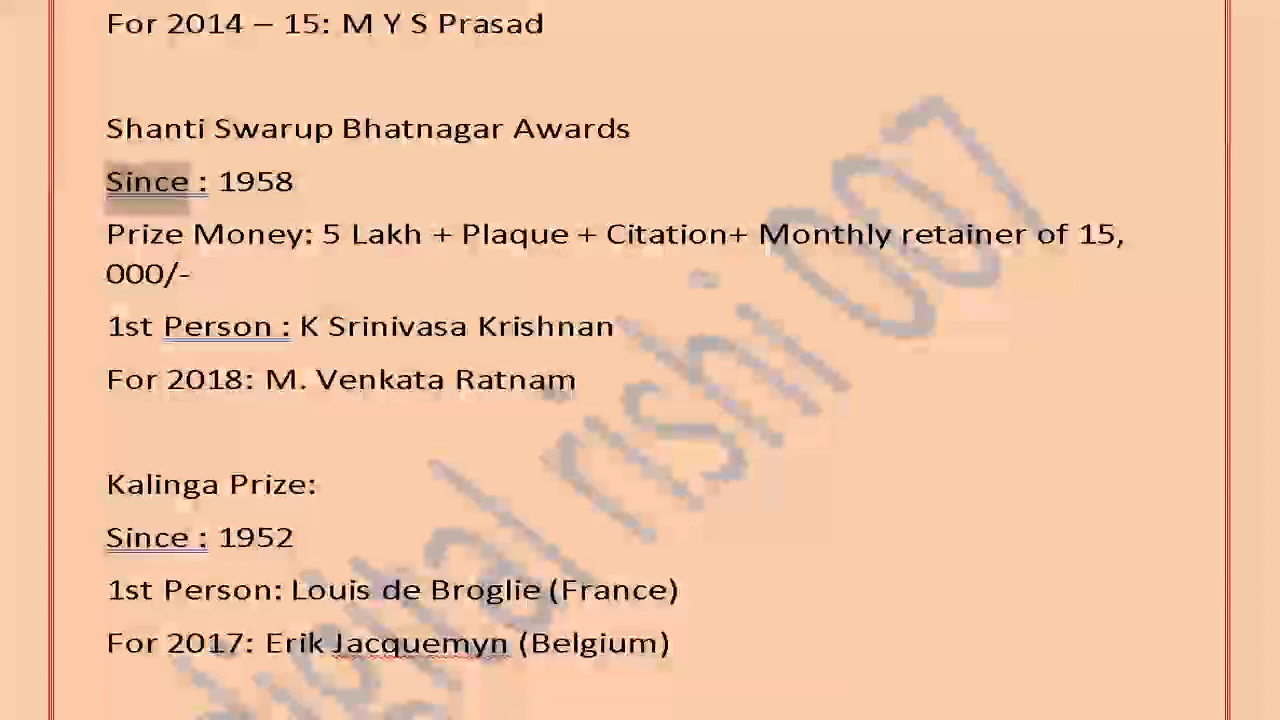 For 2014 – 15: M Y S Prasad
Shanti Swarup Bhatnagar Awards
Since : 1958
Prize Money: 5 Lakh + Plaque + Citation+ Monthly retainer of 15,
000/-
1st Person : K Srinivasa Krishnan
For 2018: M. Venkata Ratnam
Kalinga Prize:
Since : 1952
1st Person: Louis de Broglie (France)
For 2017: Erik Jacquemyn (Belgium)